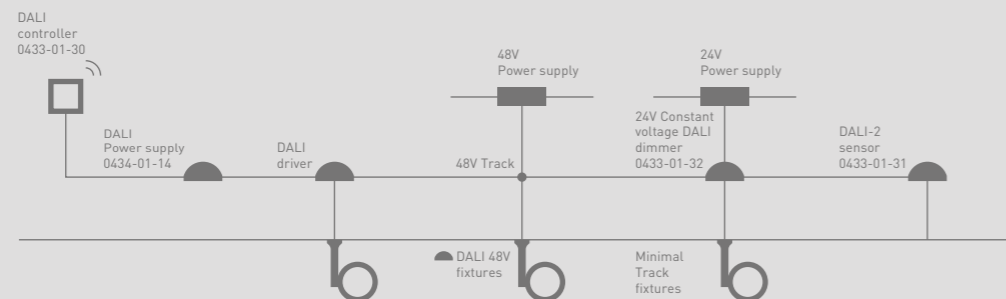 DALI
controller
0433-01-30
48V
Power supply
24V
Power supply
DALI
Power supply
0434-01-14
DALI
driver
48V Track
24V Constant
voltage DALI
dimmer
0433-01-32
DALI-2
sensor
0433-01-31
DALI 48V
fixtures
Minimal
Track
fixtures